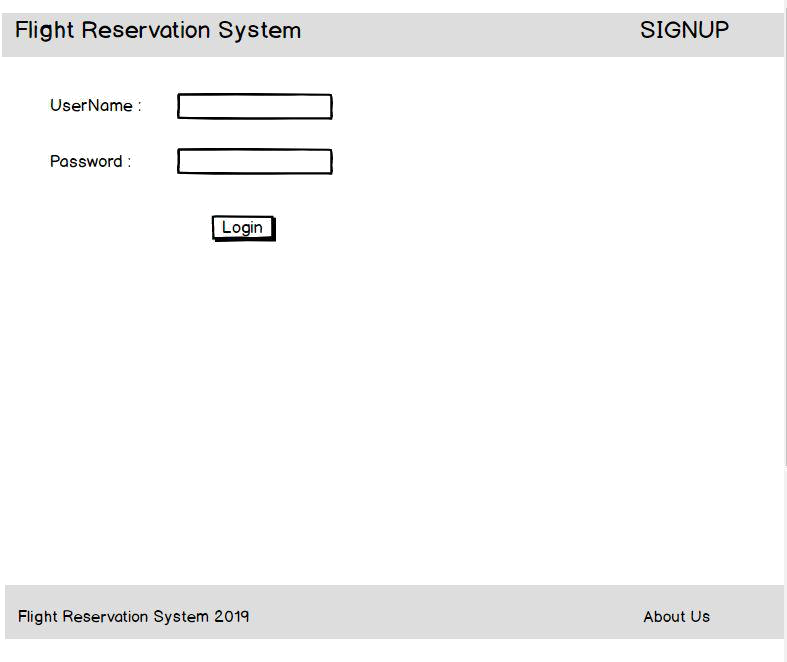 Flight Reservation System SIGNUP
UserName :
Password :
Login
Flight Reservation System 2019 About Us